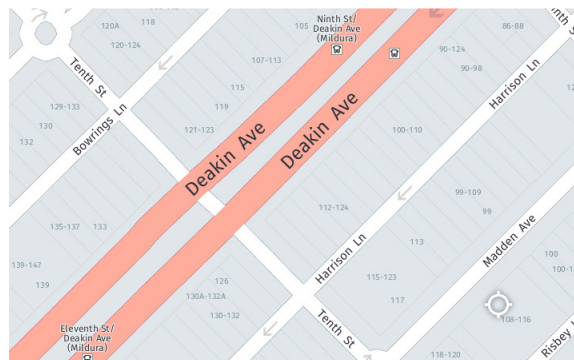 120A
118
120-124
Tenth St
105
Ninth St/
Deakin Ave
(Mildura)
86-88
90-124
90-98
107-113
115
119
121-123
129-133
130
132
Bowrings Ln
Harrison Ln
Deakin Ave
Deakin Ave
100-110
112-124
99-109
99
135-137
133
139-147
139
113
Madden Ave
Harrison Ln
115-123
117
100
126
130A-132A
130-132
108-116
Tenth St
118-120
Eleventh St/
Deakin Ave
(Mildura)